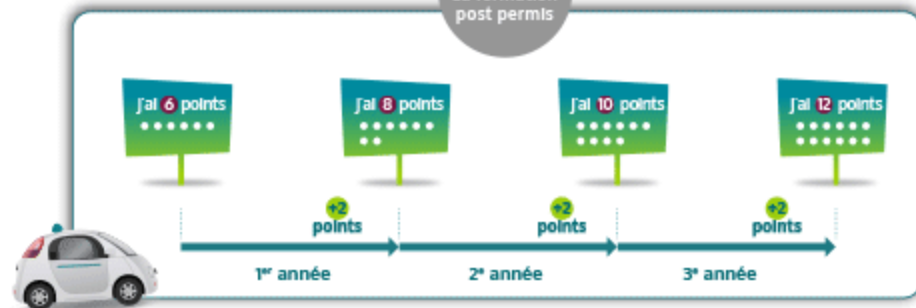 post permis
J'ai 6 points
J'ai 8 points
J'ai 10 points
J'ai 12 points
+2
points
+2
points
+2
points
1er année
2e année
3e année